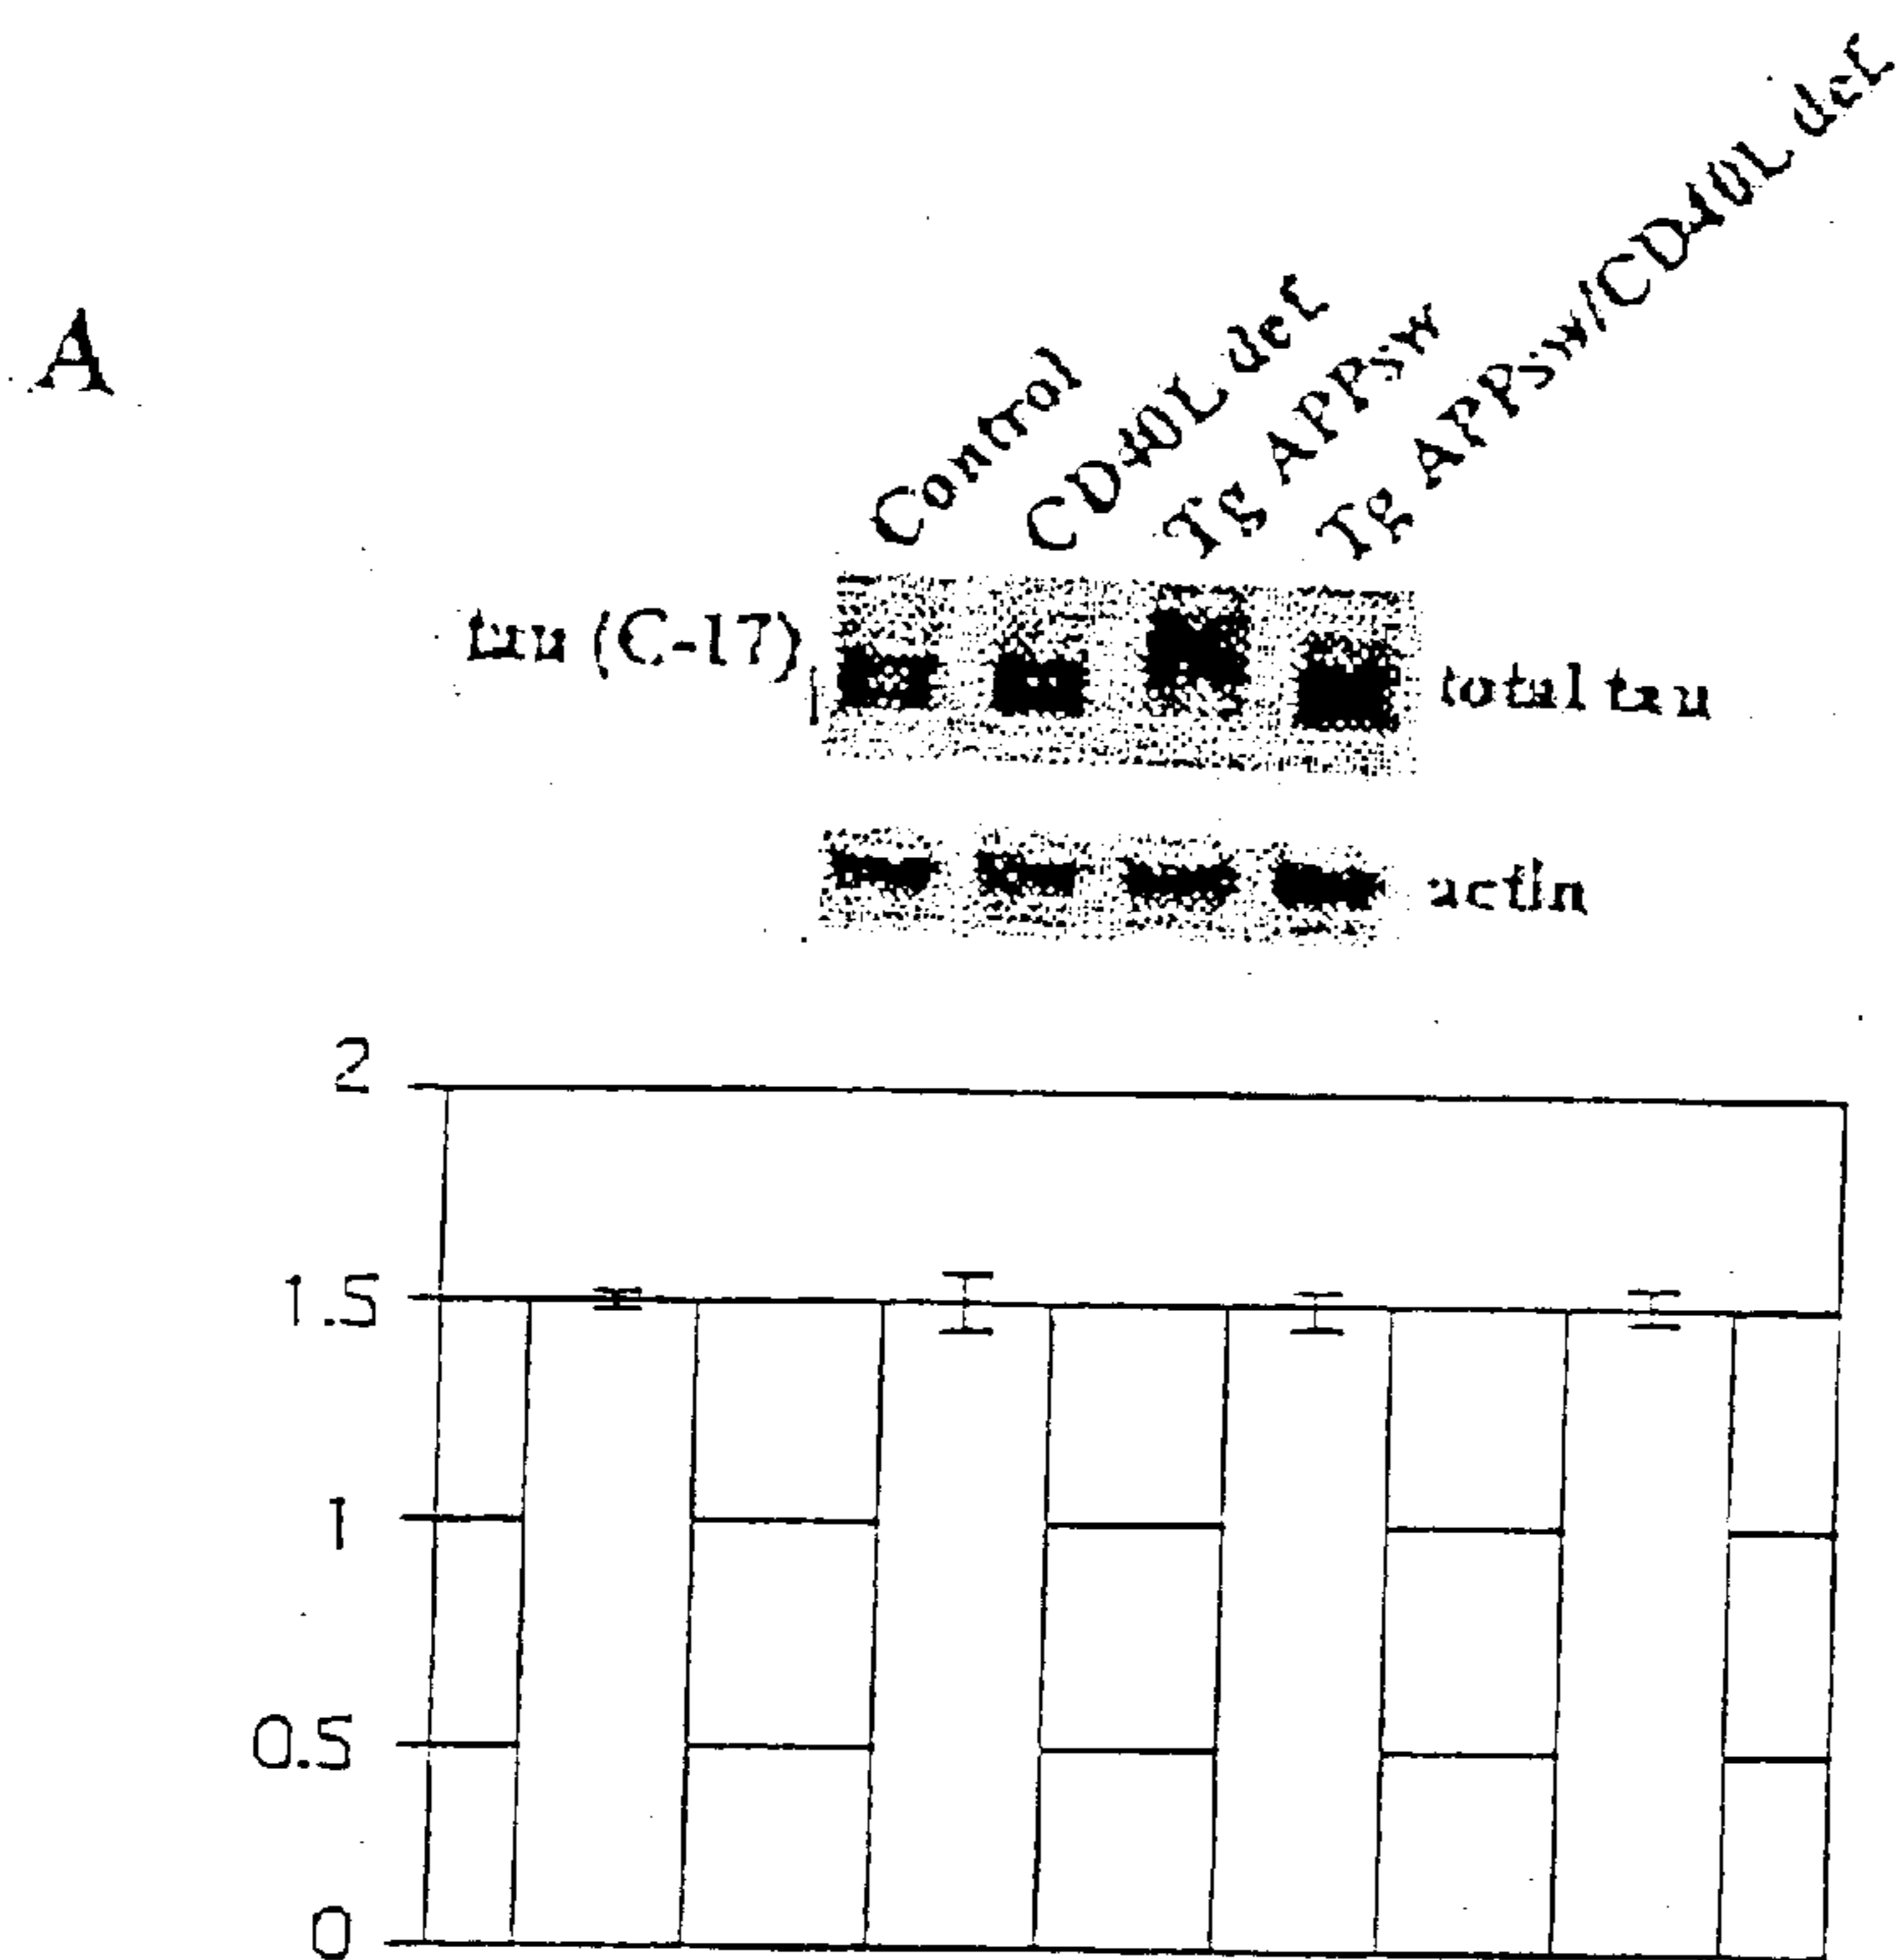 A
Control
CD40L def
Tg APPsw
Tg APPsw/CD40L def
tau (C-17)
total tau
actin
2
1.5
1
0.5
0